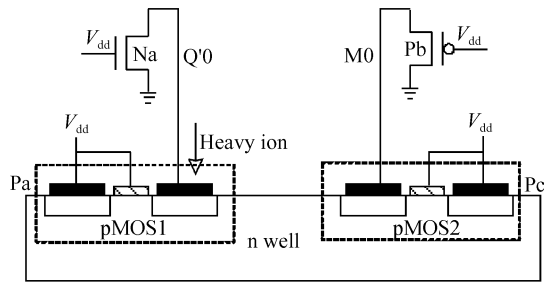 Vdd
Na
Q'0
M0
Pb
Vdd
Vdd
Heavy ion
Vdd
Pa
Pc
pMOS1
pMOS2
n well